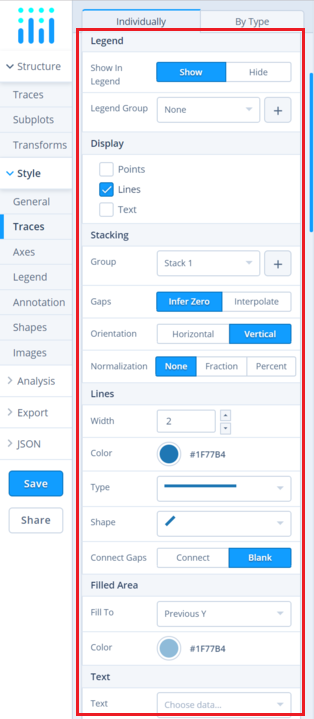 Individually By Type
Structure
Traces
Subplots
Transforms
Style
General
Traces
Axes
Legend
Annotation
Shapes
Images
Analysis
Export
JSON
Save
Share
Legend
Show In Show Hide
Legend
Legend Group None +
Display
Points
Lines
Text
Stacking
Group Stack 1 +
Gaps Infer Zero Interpolate
Orientation Horizontal Vertical
Normalization None Fraction Percent
Lines
Width 2
Color #1F77B4
Type
Shape
Connect Gaps Connect Blank
Filled Area
Fill To Previous Y
Color #1F77B4
Text
Text Choose data...